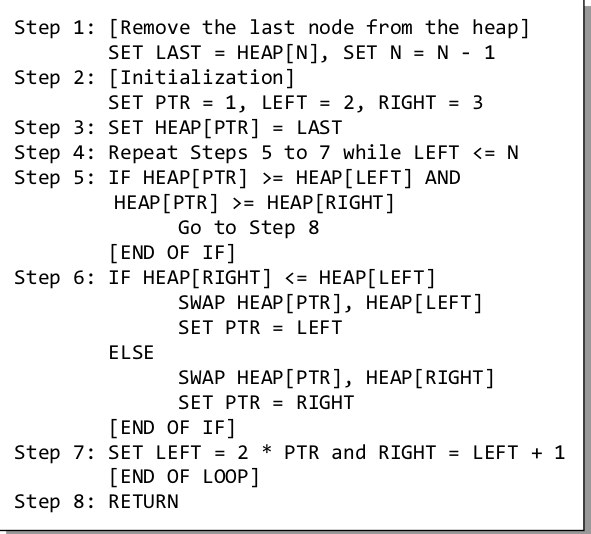 Step 1: [Remove the last node from the heap]
SET LAST = HEAP[N], SET N = N - 1
Step 2: [Initialization]
SET PTR = 1, LEFT = 2, RIGHT = 3
Step 3: SET HEAP[PTR] = LAST
Step 4: Repeat Steps 5 to 7 while LEFT <= N
Step 5: IF HEAP[PTR] >= HEAP[LEFT] AND
HEAP[PTR] >= HEAP[RIGHT]
Go to Step 8
[END OF IF]
Step 6: IF HEAP[RIGHT] <= HEAP[LEFT]
SWAP HEAP[PTR], HEAP[LEFT]
SET PTR = LEFT
ELSE
SWAP HEAP[PTR], HEAP[RIGHT]
SET PTR = RIGHT
[END OF IF]
Step 7: SET LEFT = 2 * PTR and RIGHT = LEFT + 1
[END OF LOOP]
Step 8: RETURN